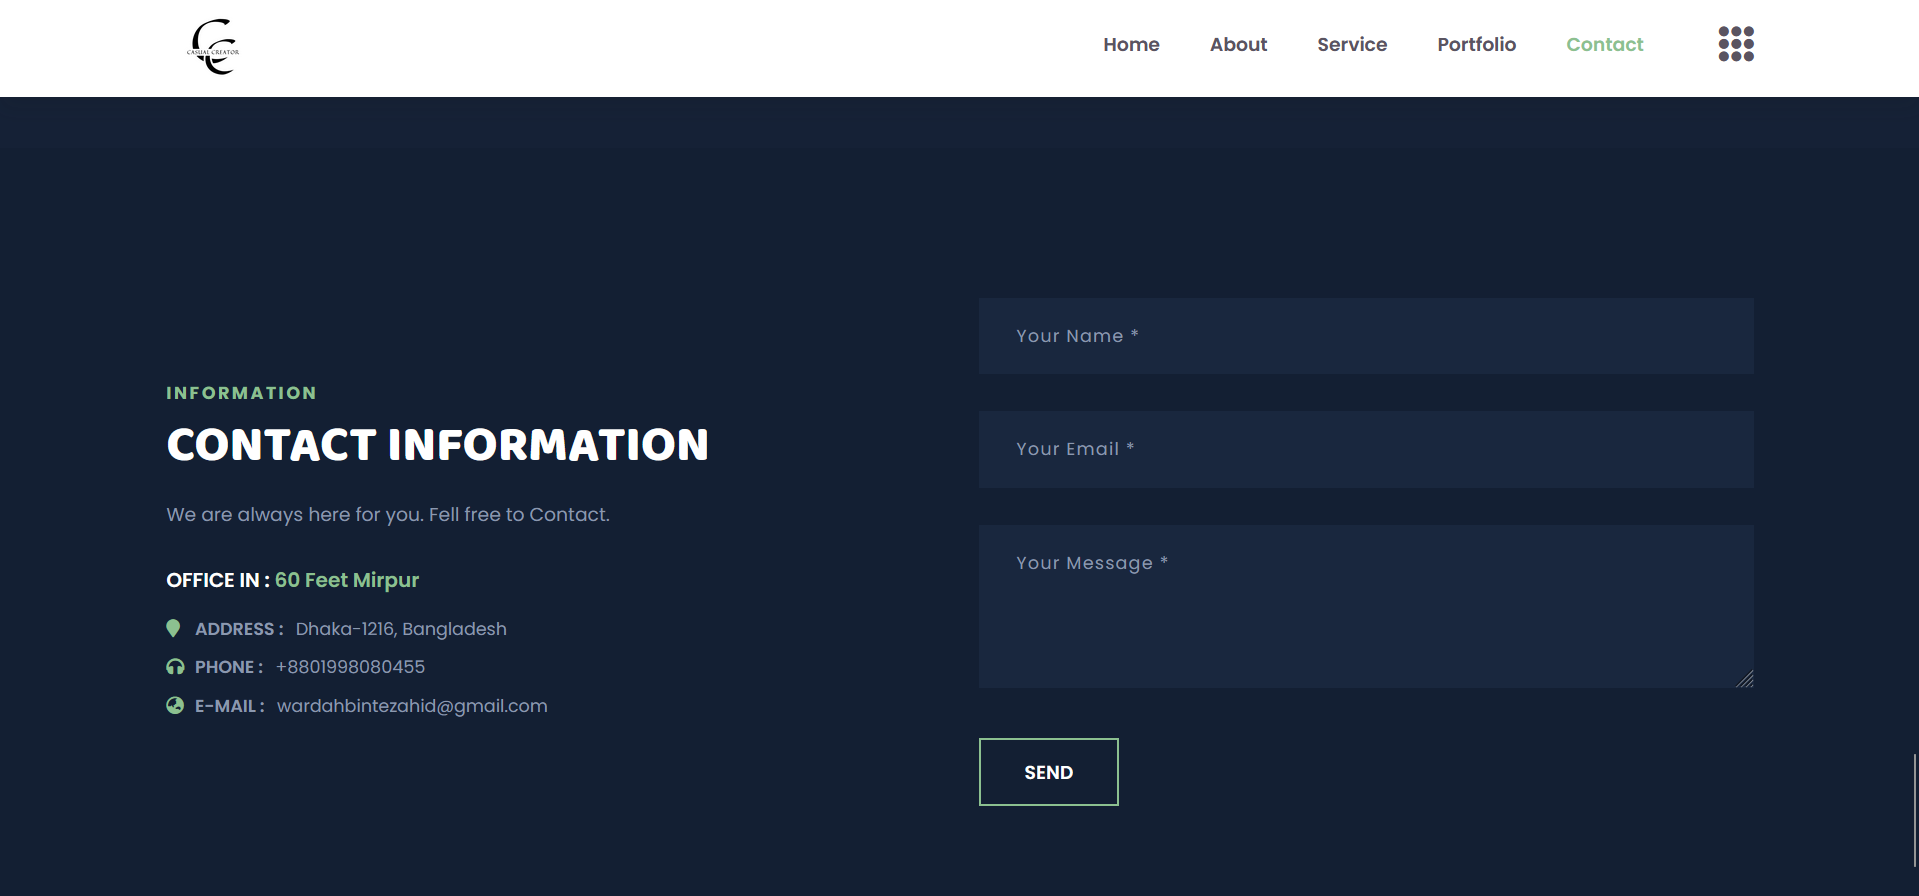 CASUAL CREATOR
Home About Service Portfolio Contact
INFORMATION
CONTACT INFORMATION
We are always here for you. Fell free to Contact.
OFFICE IN : 60 Feet Mirpur
ADDRESS : Dhaka-1216, Bangladesh
PHONE : +8801998080455
E-MAIL : wardahbintezahid@gmail.com
Your Name *
Your Email *
Your Message *
SEND